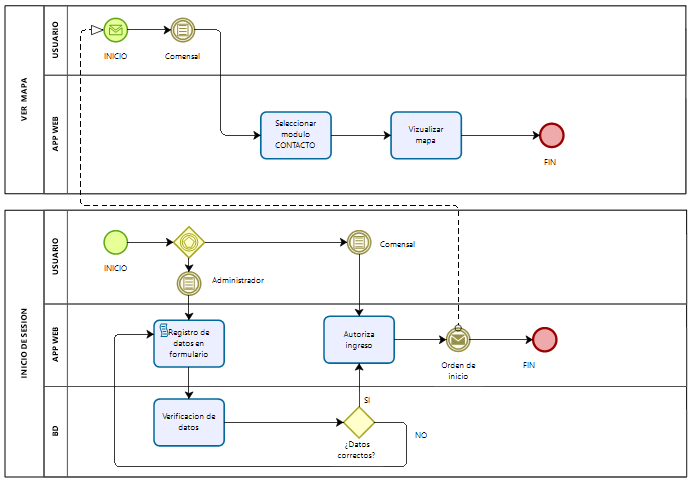 VER MAPA
USUARIO
INICIO
Comensal
APP WEB
Seleccionar
modulo
CONTACTO
Vizualizar
mapa
FIN
INICIO DE SESION
USUARIO
INICIO
Administrador
Comensal
APP WEB
Registro de
datos en
formulario
Autoriza
ingreso
Orden de
inicio
FIN
BD
Verificacion de
datos
SI
¿Datos
correctos?
NO